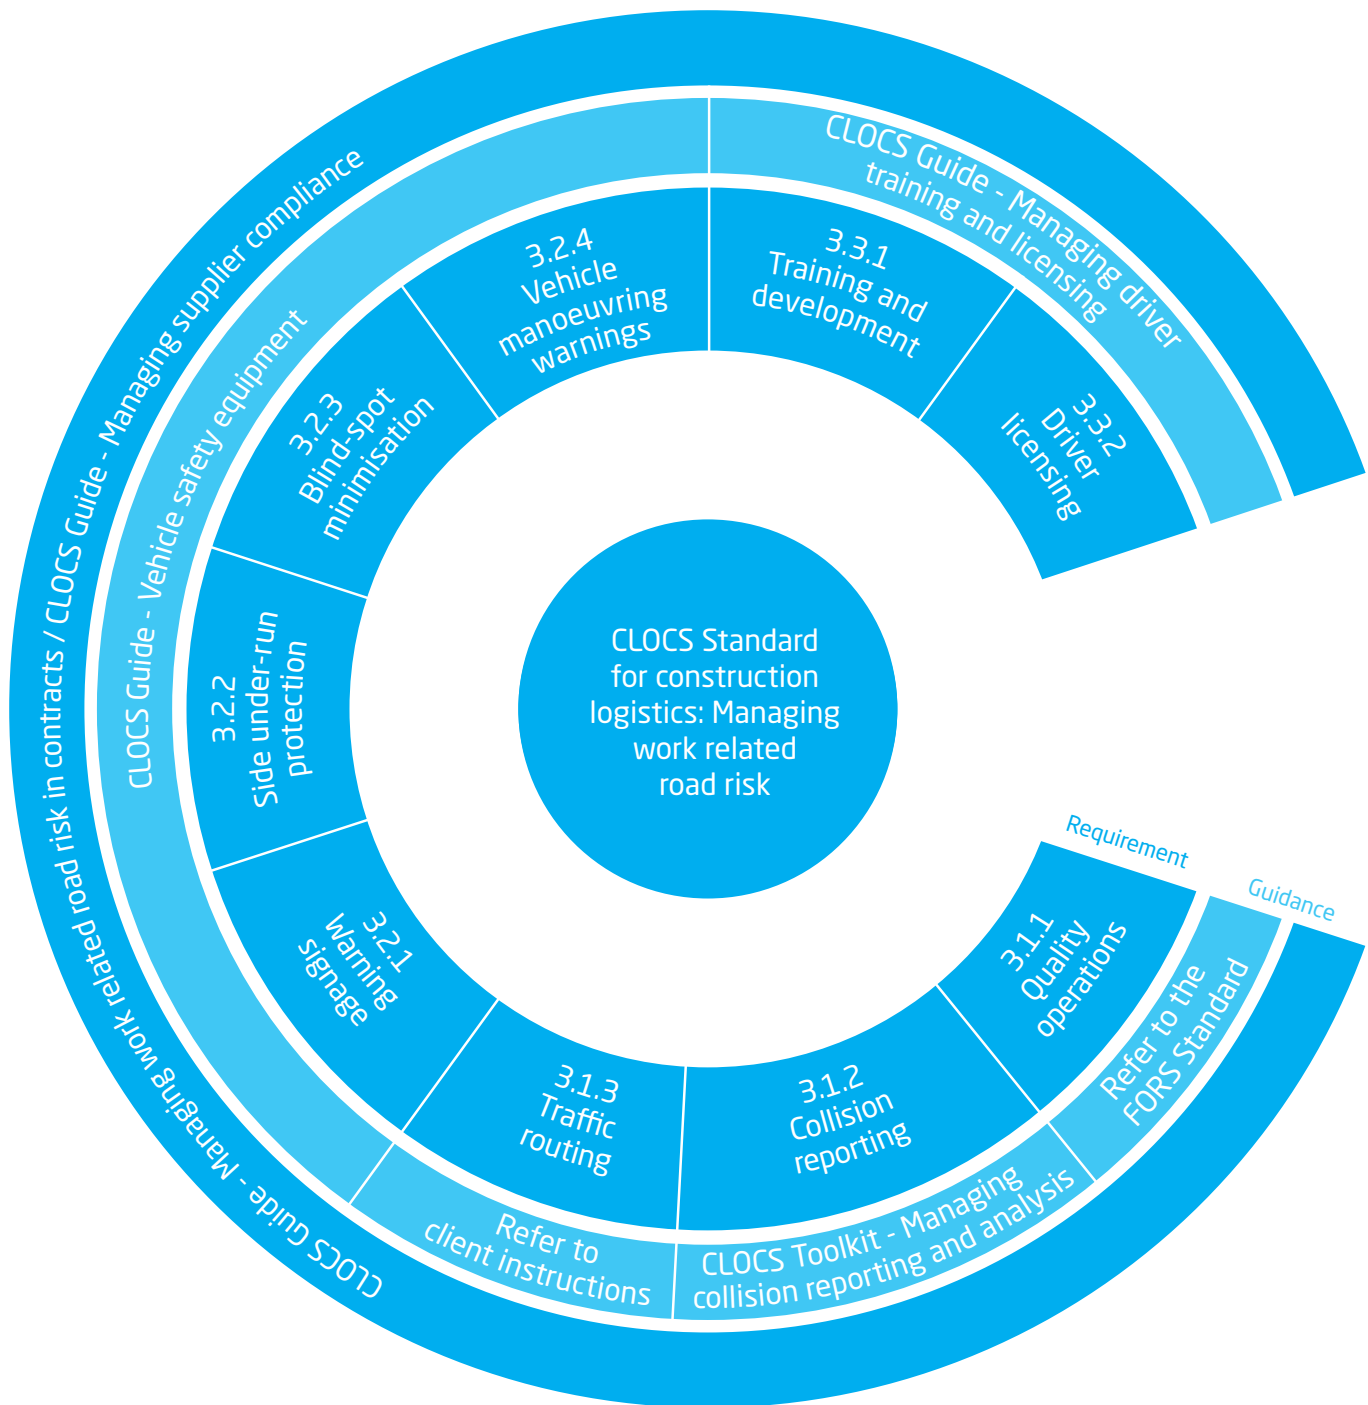 CLOCS Standard
for construction
logistics: Managing
work related
road risk
Requirement
Guidance
3.1.1
Quality
operations
3.1.2
Collision
reporting
3.1.3
Traffic
routing
3.2.1
Warning
signage
3.2.2
Side under-run
protection
3.2.3
Blind-spot
minimisation
3.2.4
Vehicle
manoeuvring
warnings
3.3.1
Training and
development
3.3.2
Driver
licensing
Refer to the
FORS Standard
CLOCS Toolkit - Managing
collision reporting and analysis
Refer to
client instructions
CLOCS Guide - Vehicle safety equipment
CLOCS Guide - Managing driver
training and licensing
CLOCS Guide - Managing work related road risk in contracts / CLOCS Guide - Managing supplier compliance